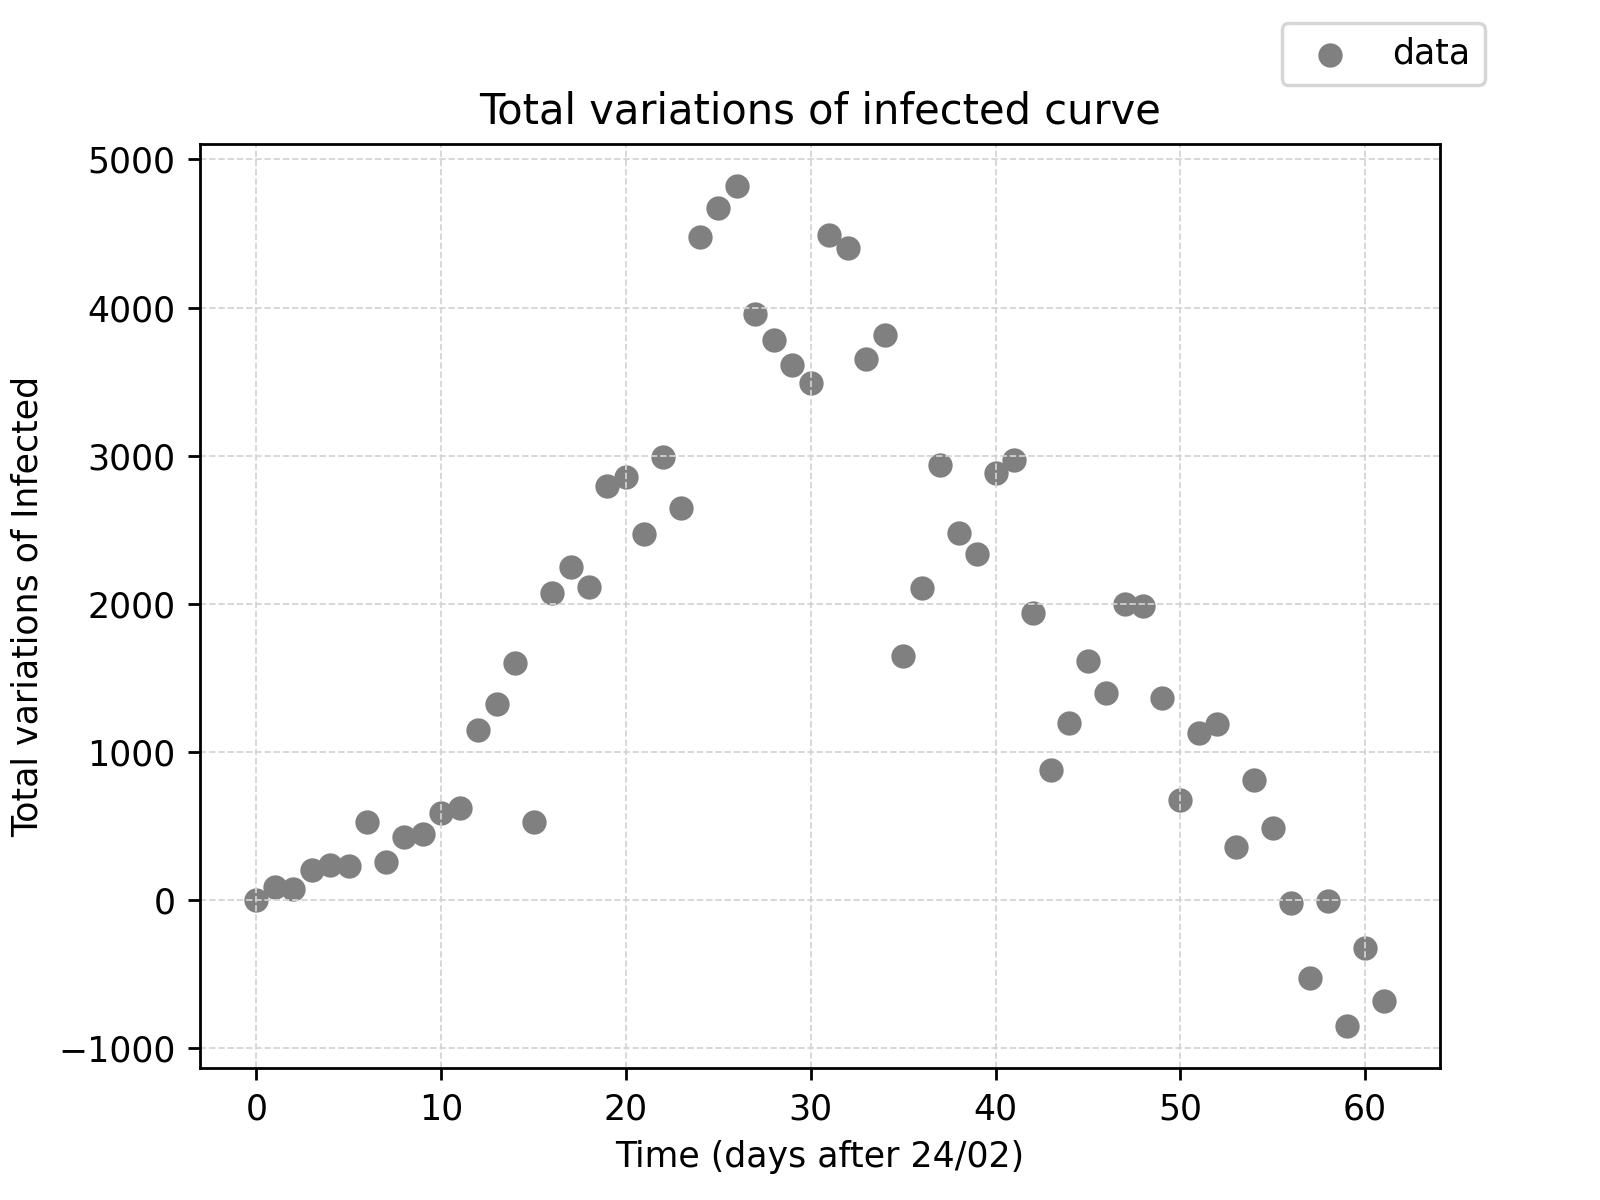 data
Total variations of infected curve
5000
4000
3000
2000
1000
0
−1000
Total variations of Infected
0 10 20 30 40 50 60
Time (days after 24/02)